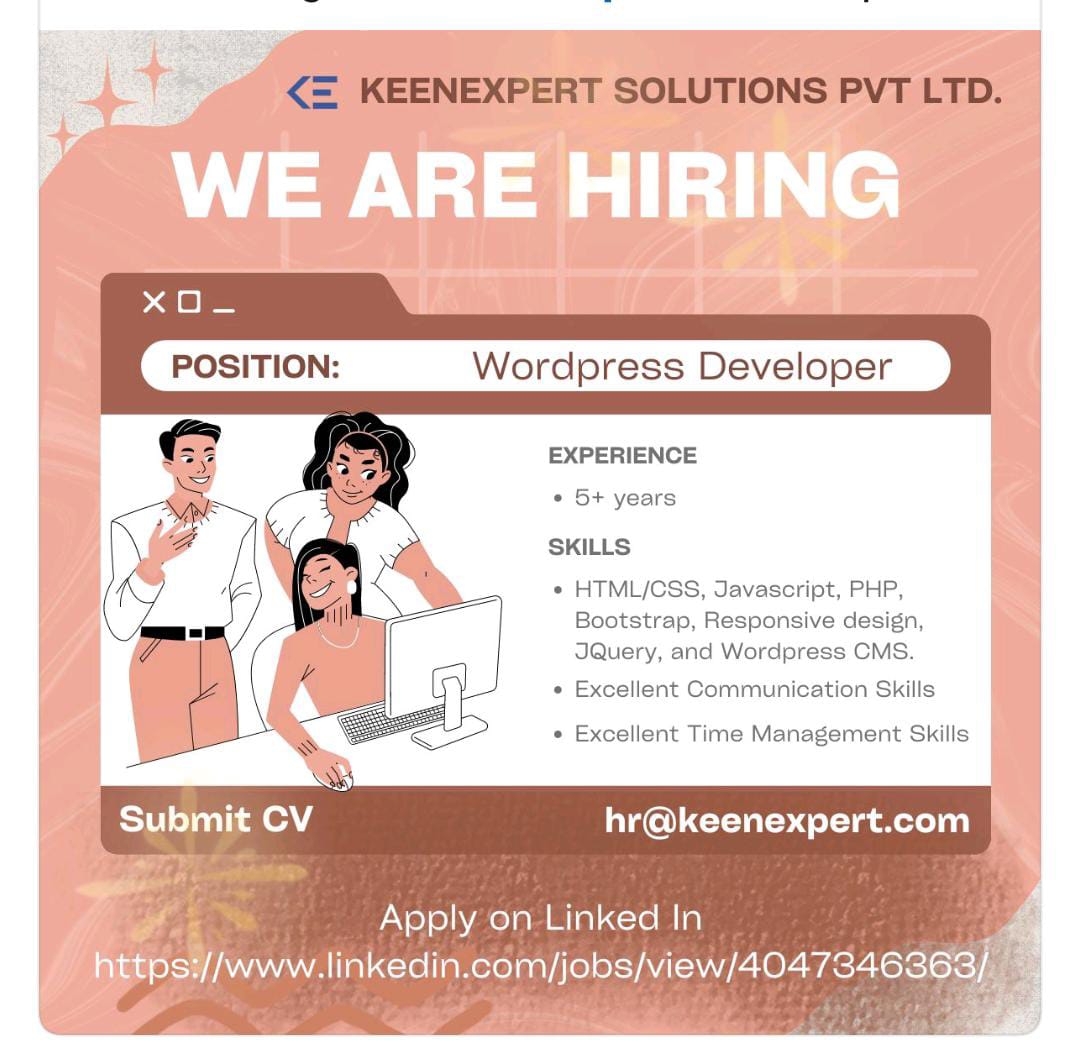 KEENEXPERT SOLUTIONS PVT LTD.
WE ARE HIRING
POSITION: Wordpress Developer
EXPERIENCE
• 5+ years
SKILLS
• HTML/CSS, Javascript, PHP,
Bootstrap, Responsive design,
JQuery, and Wordpress CMS.
• Excellent Communication Skills
• Excellent Time Management Skills
Submit CV hr@keenexpert.com
Apply on Linked In
https://www.linkedin.com/jobs/view/4047346363/